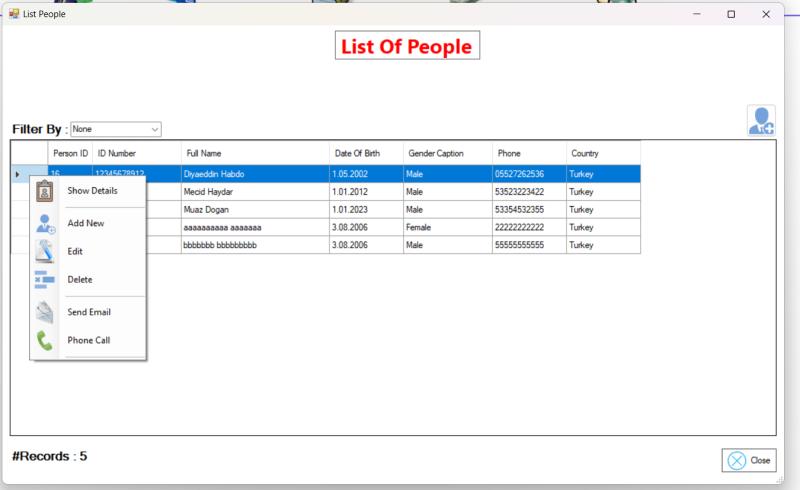 List People
List Of People
Filter By : None
Person ID ID Number Full Name Date Of Birth Gender Caption Phone Country
16 12345678912 Diyaeddin Habdo 1.05.2002 Male 05527262536 Turkey
Mecid Haydar 1.01.2012 Male 53523223422 Turkey
Muaz Dogan 1.01.2023 Male 53354532355 Turkey
aaaaaaaaaa aaaaaaa 3.08.2006 Female 22222222222 Turkey
bbbbbbb bbbbbbbbb 3.08.2006 Male 55555555555 Turkey
Show Details
Add New
Edit
Delete
Send Email
Phone Call
#Records : 5
Close